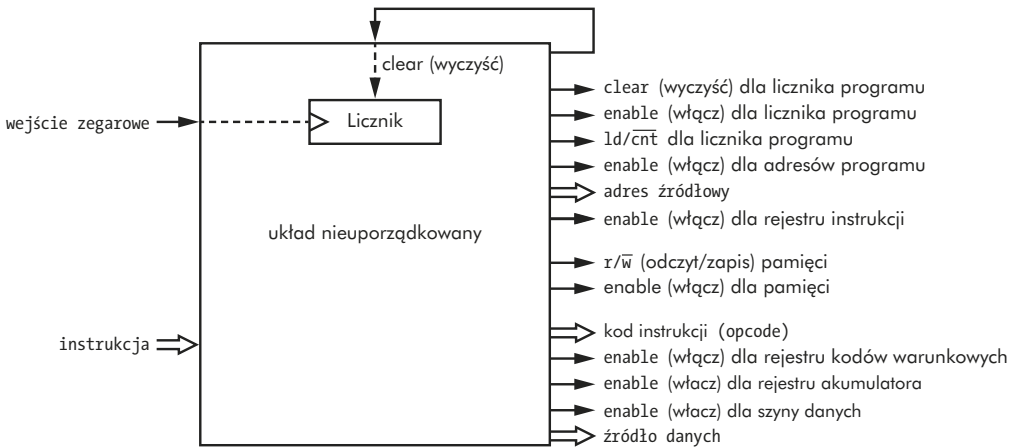 clear (wyczyść)
wejście zegarowe
Licznik
układ nieuporządkowany
instrukcja
clear (wyczyść) dla licznika programu
enable (włącz) dla licznika programu
ld/c̅n̅t̅ dla licznika programu
enable (włącz) dla adresów programu
adres źródłowy
enable (włącz) dla rejestru instrukcji
r/w̅ (odczyt/zapis) pamięci
enable (włącz) dla pamięci
kod instrukcji (opcode)
enable (włącz) dla rejestru kodów warunkowych
enable (włacz) dla rejestru akumulatora
enable (włacz) dla szyny danych
źródło danych